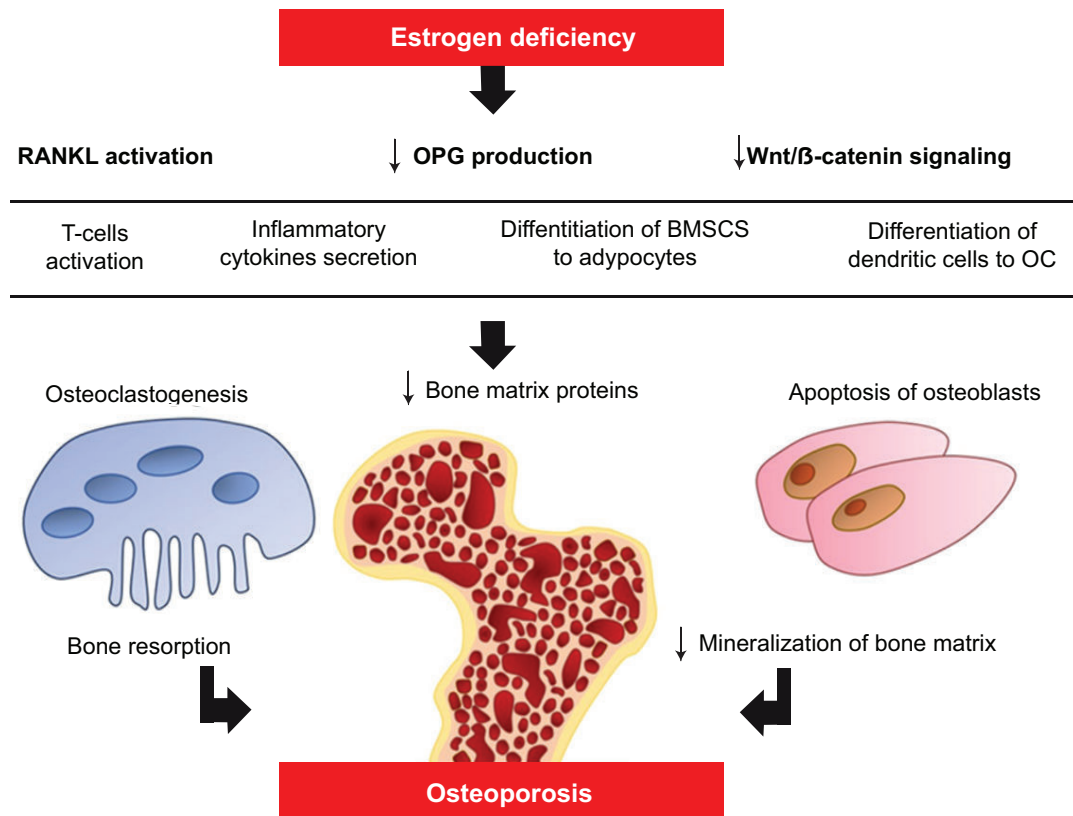 Estrogen deficiency
RANKL activation
↓ OPG production
↓ Wnt/ß-catenin signaling
T-cells
activation
Inflammatory
cytokines secretion
Diffentitiation of BMSCS
to adypocytes
Differentiation of
dendritic cells to OC
Osteoclastogenesis
↓ Bone matrix proteins
Apoptosis of osteoblasts
Bone resorption
↓ Mineralization of bone matrix
Osteoporosis